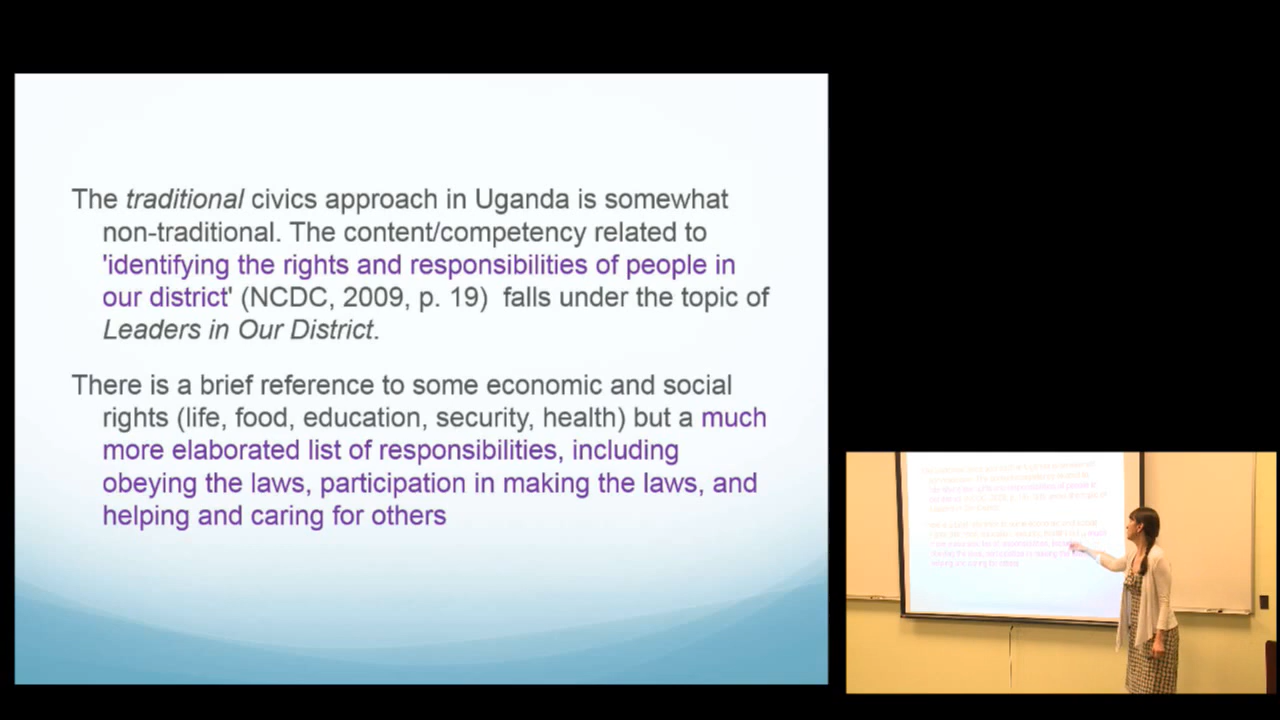 The traditional civics approach in Uganda is somewhat
non-traditional. The content/competency related to
'identifying the rights and responsibilities of people in
our district' (NCDC, 2009, p. 19)  falls under the topic of
Leaders in Our District.
There is a brief reference to some economic and social
rights (life, food, education, security, health) but a much
more elaborated list of responsibilities, including
obeying the laws, participation in making the laws, and
helping and caring for others